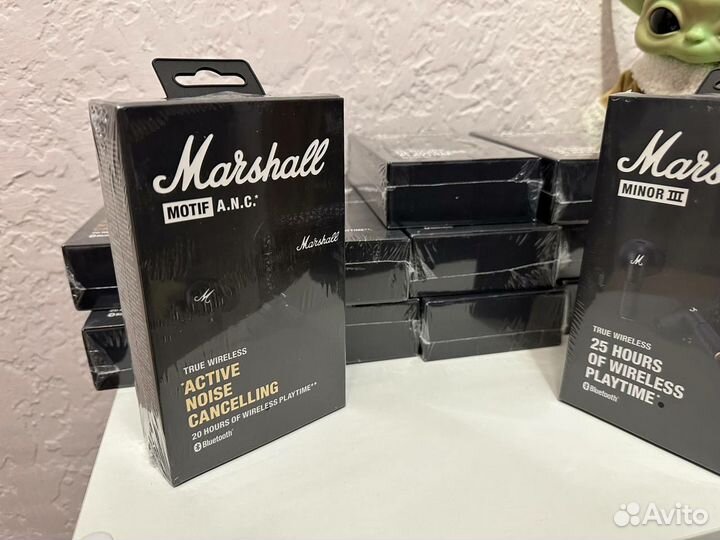 Marshall
MOTIF A.N.C.*
Marshall
M
TRUE WIRELESS
*ACTIVE
NOISE
CANCELLING
20 HOURS OF WIRELESS PLAYTIME**
Bluetooth®
MINOR III
M
TRUE WIRELESS
25 HOURS
OF WIRELESS
PLAYTIME*
Bluetooth®
Avito